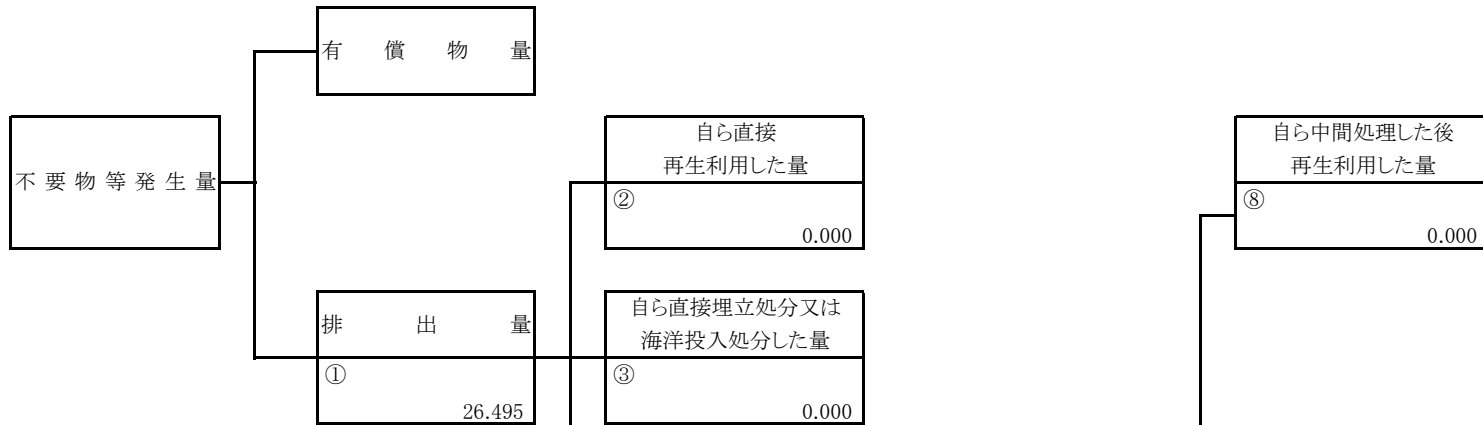 有償物量
不要物等発生量
自ら直接
再生利用した量
②
0.000
自ら中間処理した後
再生利用した量
⑧
0.000
排出量
①
26.495
自ら直接埋立処分又は
海洋投入処分した量
③
0.000